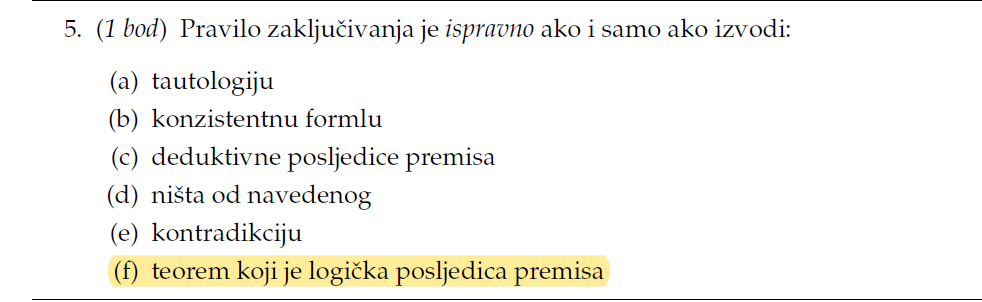 5. (1 bod) Pravilo zaključivanja je ispravno ako i samo ako izvodi:
(a) tautologiju
(b) konzistentnu formlu
(c) deduktivne posljedice premisa
(d) ništa od navedenog
(e) kontradikciju
(f) teorem koji je logička posljedica premisa